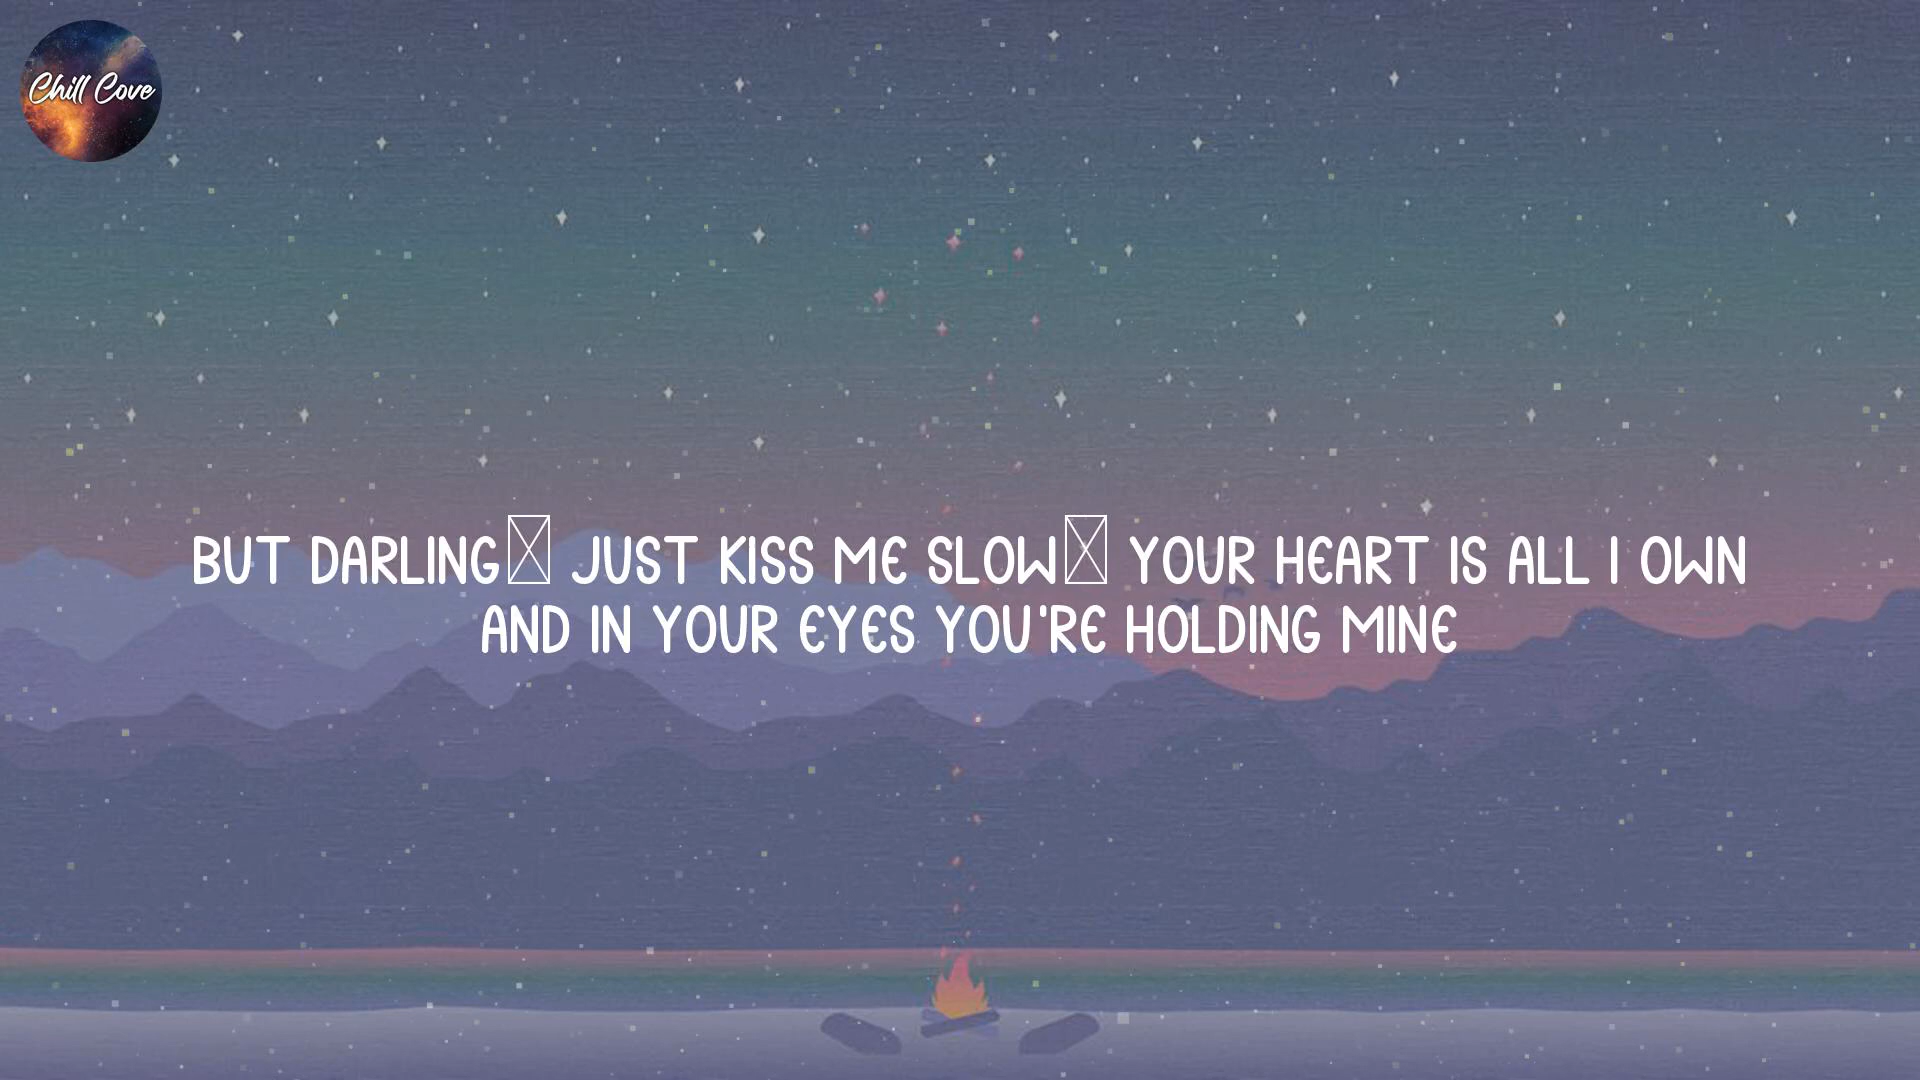 Chill Cove
BUT DARLING☒ JUST KISS ME SLOW☒ YOUR HEART IS ALL I OWN
AND IN YOUR EYES YOU'RE HOLDING MINE